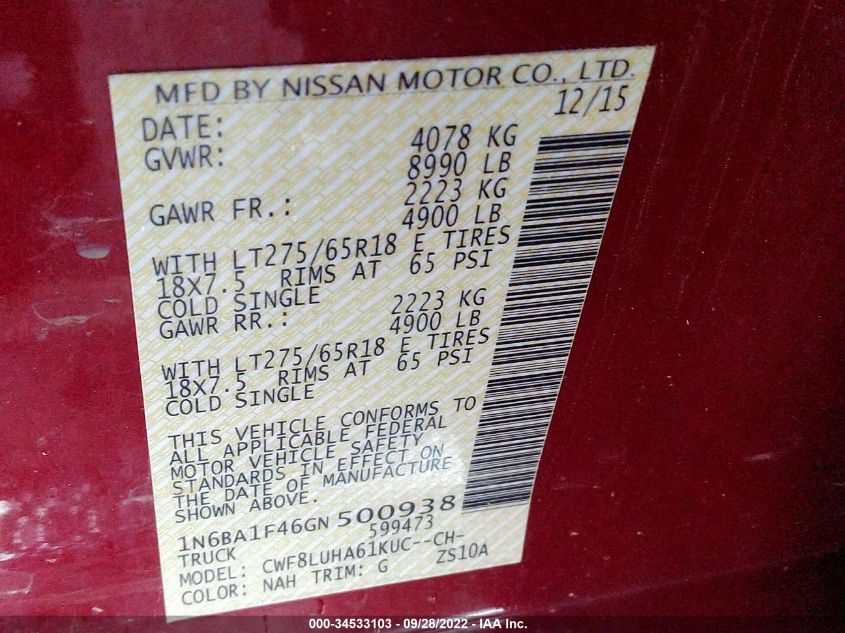 MFD BY NISSAN MOTOR CO., LTD.
DATE: 12/15
GVWR: 4078 KG
8990 LB
GAWR FR.: 2223 KG
4900 LB
WITH LT275/65R18 E TIRES
18X7.5 RIMS AT 65 PSI
COLD SINGLE
GAWR RR.: 2223 KG
4900 LB
WITH LT275/65R18 E TIRES
18X7.5 RIMS AT 65 PSI
COLD SINGLE
THIS VEHICLE CONFORMS TO
ALL APPLICABLE FEDERAL
MOTOR VEHICLE SAFETY
STANDARDS IN EFFECT ON
THE DATE OF MANUFACTURE
SHOWN ABOVE.
1N6BA1F46GN500938
TRUCK 599473
MODEL: CWF8LUHA61KUC--CH-
COLOR: NAH TRIM: G ZS10A
000-34533103 - 09/28/2022 - IAA Inc.